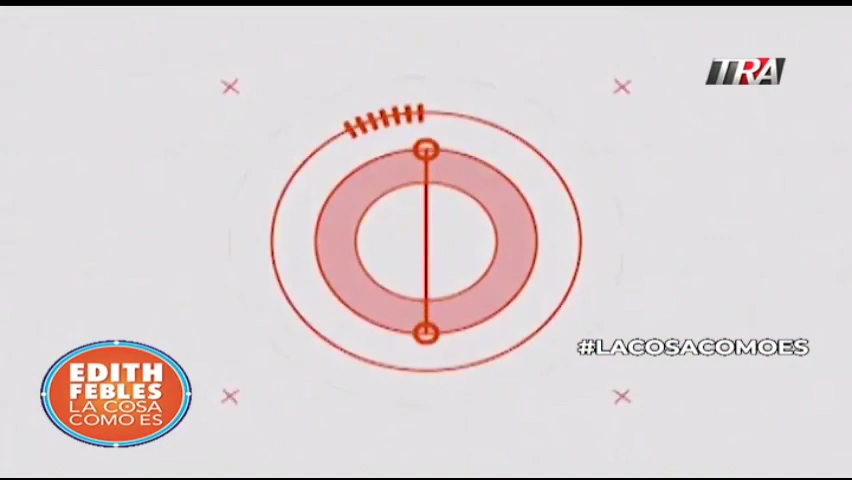 TRA
#LACOSACOMOES
EDITH
FEBLES
LA COSA
COMO ES